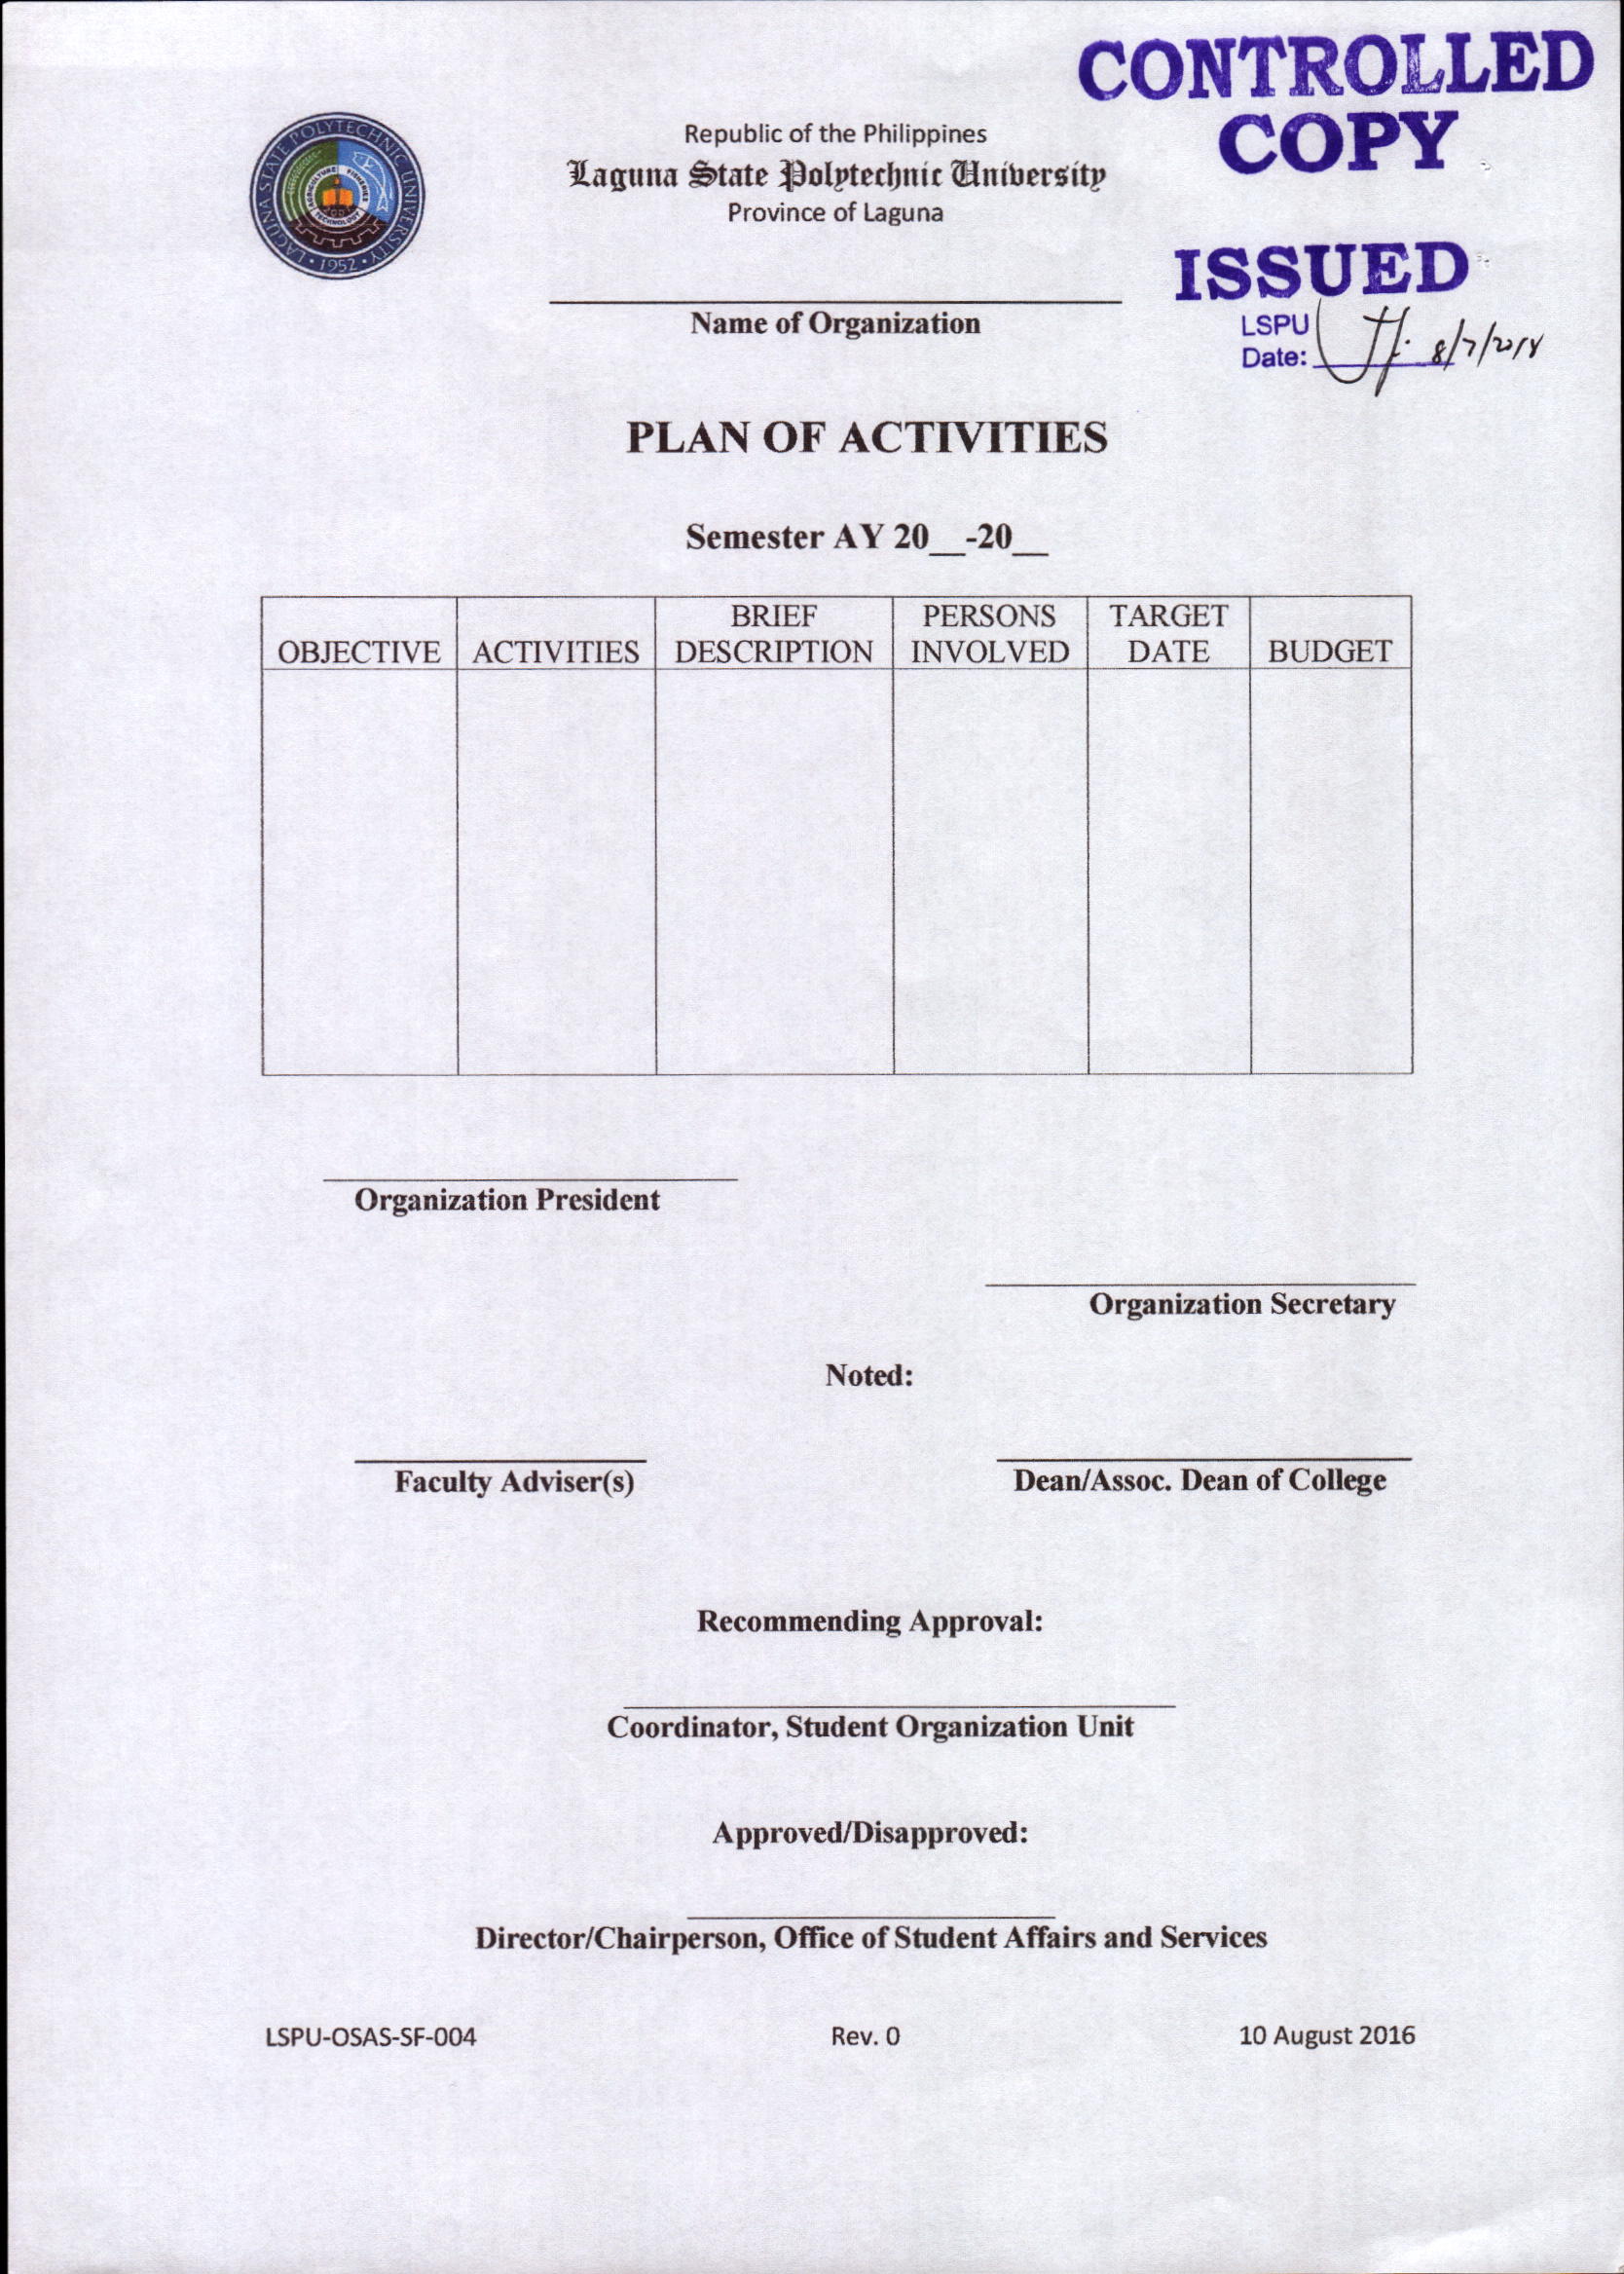 CONTROLLED
COPY
Republic of the Philippines
Laguna State Polytechnic University
Province of Laguna
LAGUNA STATE POLYTECHNIC UNIVERSITY
AGRICULTURE FISHERIES
TECHNOLOGY
• 1952 •
ISSUED
LSPU
Date: 8/7/2018
Name of Organization
PLAN OF ACTIVITIES
Semester AY 20__-20__
OBJECTIVE ACTIVITIES BRIEF DESCRIPTION PERSONS INVOLVED TARGET DATE BUDGET
Organization President
Organization Secretary
Noted:
Faculty Adviser(s) Dean/Assoc. Dean of College
Recommending Approval:
Coordinator, Student Organization Unit
Approved/Disapproved:
Director/Chairperson, Office of Student Affairs and Services
LSPU-OSAS-SF-004 Rev. 0 10 August 2016